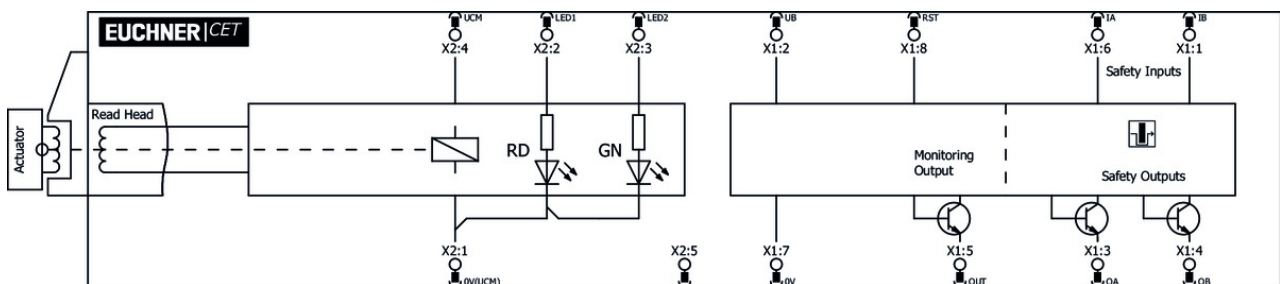 EUCHNER CET
UCM LED1 LED2 UB RST IA IB
X2:4 X2:2 X2:3 X1:2 X1:8 X1:6 X1:1
Safety Inputs
Read Head
Actuator
RD GN
Monitoring
Output
Safety Outputs
X2:1 X2:5 X1:7 X1:5 X1:3 X1:4
0V(UCM) 0V OUT OA OB